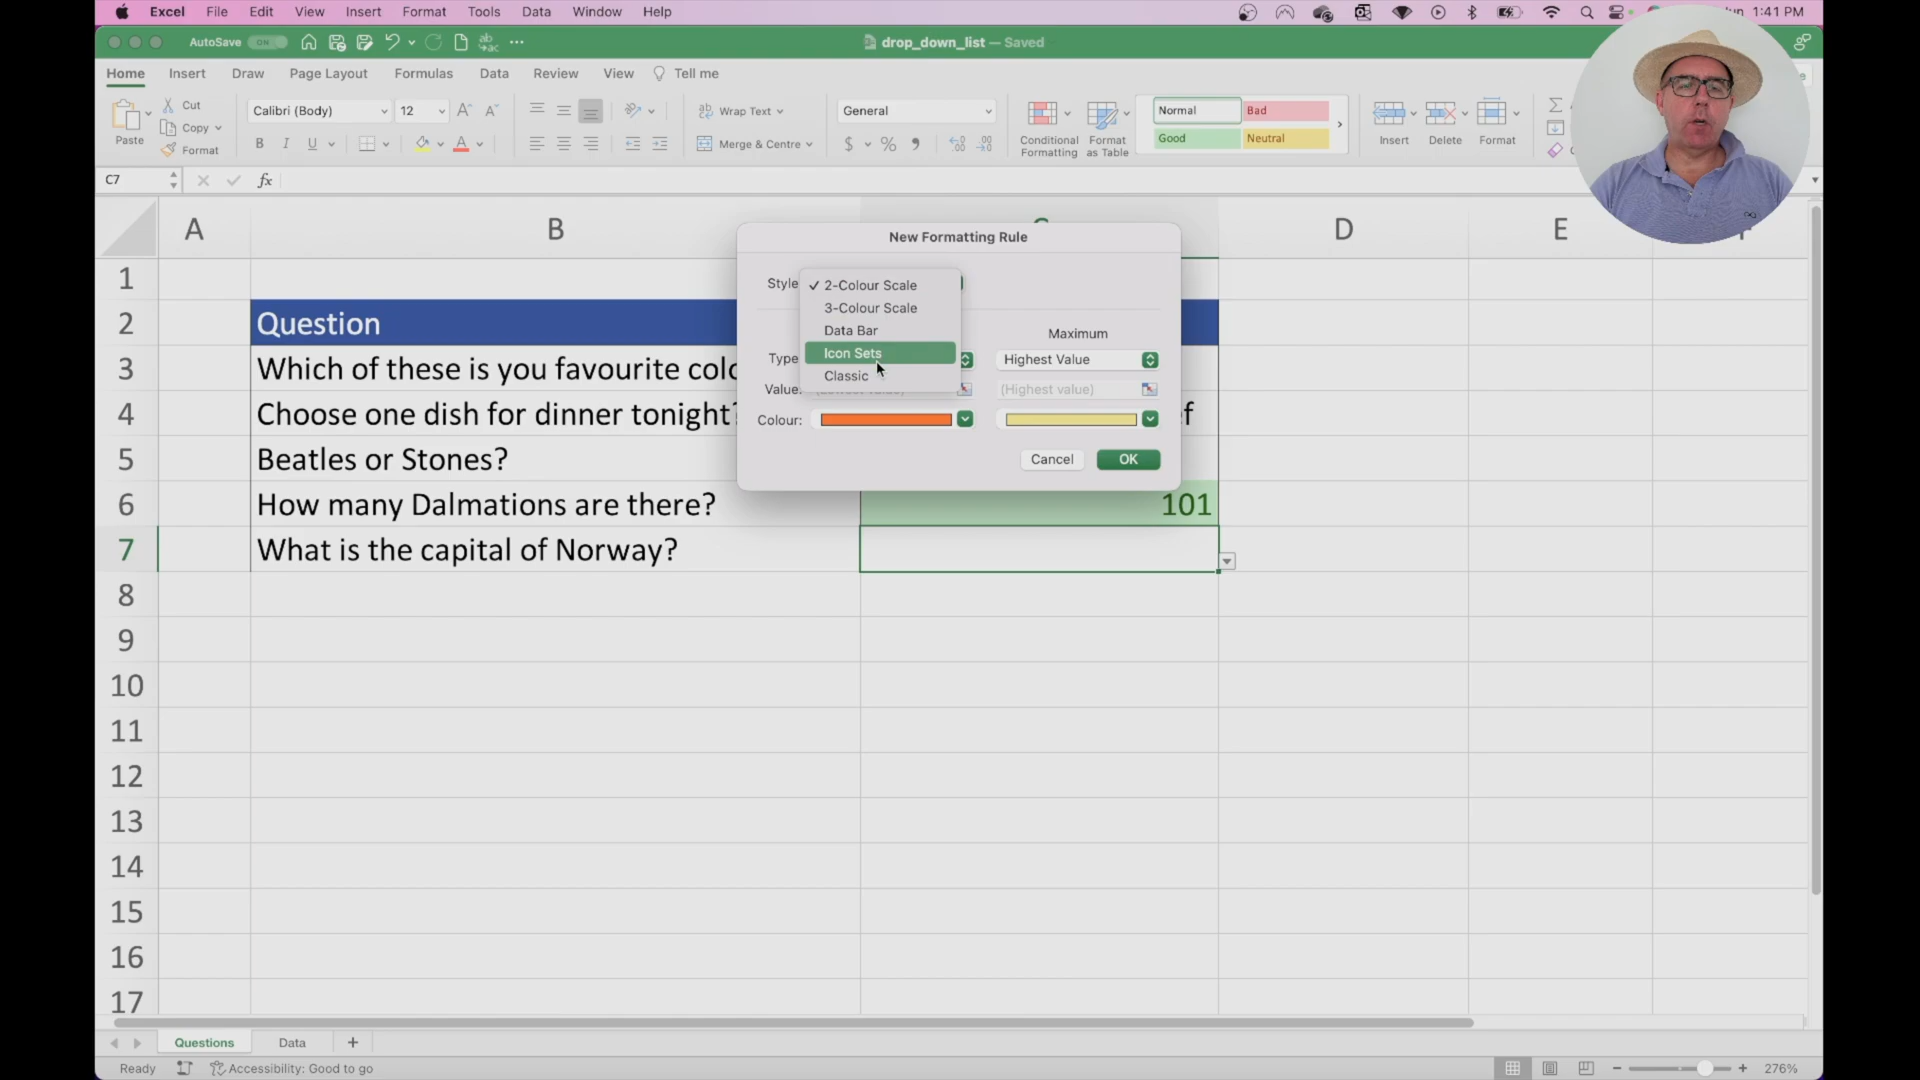 Excel File Edit View Insert Format Tools Data Window Help
1:41 PM
AutoSave ON
drop_down_list — Saved
Home Insert Draw Page Layout Formulas Data Review View Tell me
Paste
Cut
Copy
Format
Calibri (Body) 12
B I U
Wrap Text
Merge & Centre
General
Conditional Formatting
Format as Table
Normal Bad
Good Neutral
Insert Delete Format
C7
fx
A B D E
1
2 Question
3 Which of these is you favourite colo
4 Choose one dish for dinner tonight?
5 Beatles or Stones?
6 How many Dalmations are there? 101
7 What is the capital of Norway?
8
9
10
11
12
13
14
15
16
17
New Formatting Rule
Style
2-Colour Scale
3-Colour Scale
Data Bar
Icon Sets
Classic
Maximum
Type Highest Value
Value: (Highest value)
Colour:
Cancel OK
Questions Data
Ready Accessibility: Good to go
276%